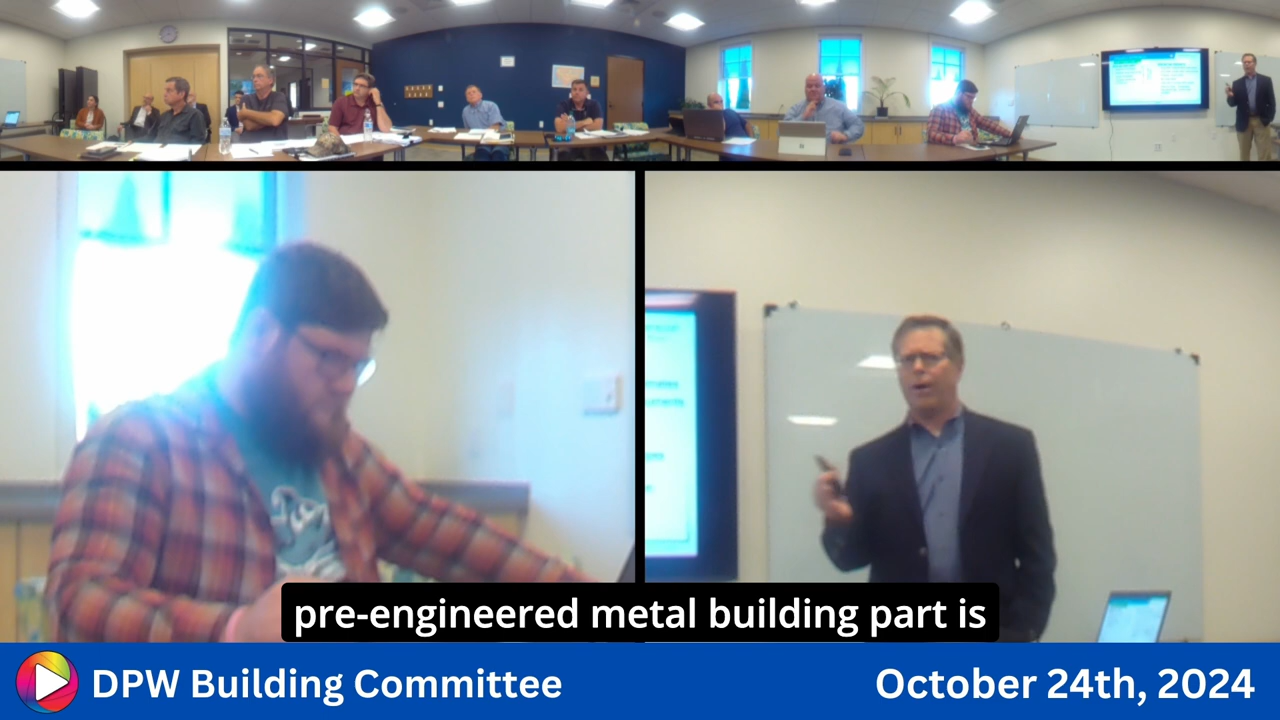 pre-engineered metal building part is
DPW Building Committee
October 24th, 2024